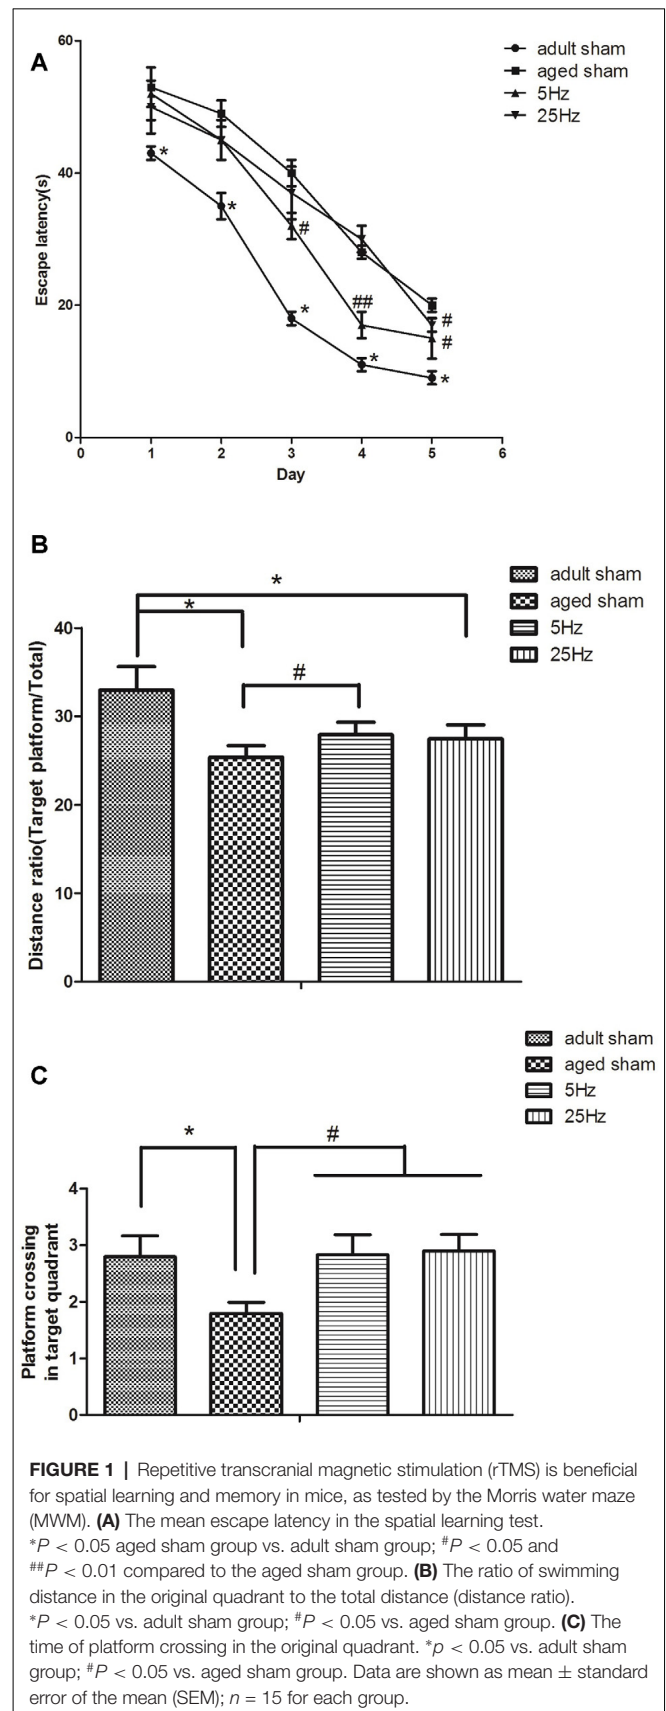 A
60
40
20
0
Escape latency(s)
0 1 2 3 4 5 6
Day
adult sham
aged sham
5Hz
25Hz
*
*
#
*
##
*
#
#
*
B
adult sham
aged sham
5Hz
25Hz
*
*
#
40
30
20
10
0
Distance ratio(Target platform/Total)
C
adult sham
aged sham
5Hz
25Hz
*
#
4
3
2
1
0
Platform crossing
in target quadrant
FIGURE 1 | Repetitive transcranial magnetic stimulation (rTMS) is beneficial
for spatial learning and memory in mice, as tested by the Morris water maze
(MWM). (A) The mean escape latency in the spatial learning test.
*P < 0.05 aged sham group vs. adult sham group; #P < 0.05 and
##P < 0.01 compared to the aged sham group. (B) The ratio of swimming
distance in the original quadrant to the total distance (distance ratio).
*P < 0.05 vs. adult sham group; #P < 0.05 vs. aged sham group. (C) The
time of platform crossing in the original quadrant. *p < 0.05 vs. adult sham
group; #P < 0.05 vs. aged sham group. Data are shown as mean ± standard
error of the mean (SEM); n = 15 for each group.